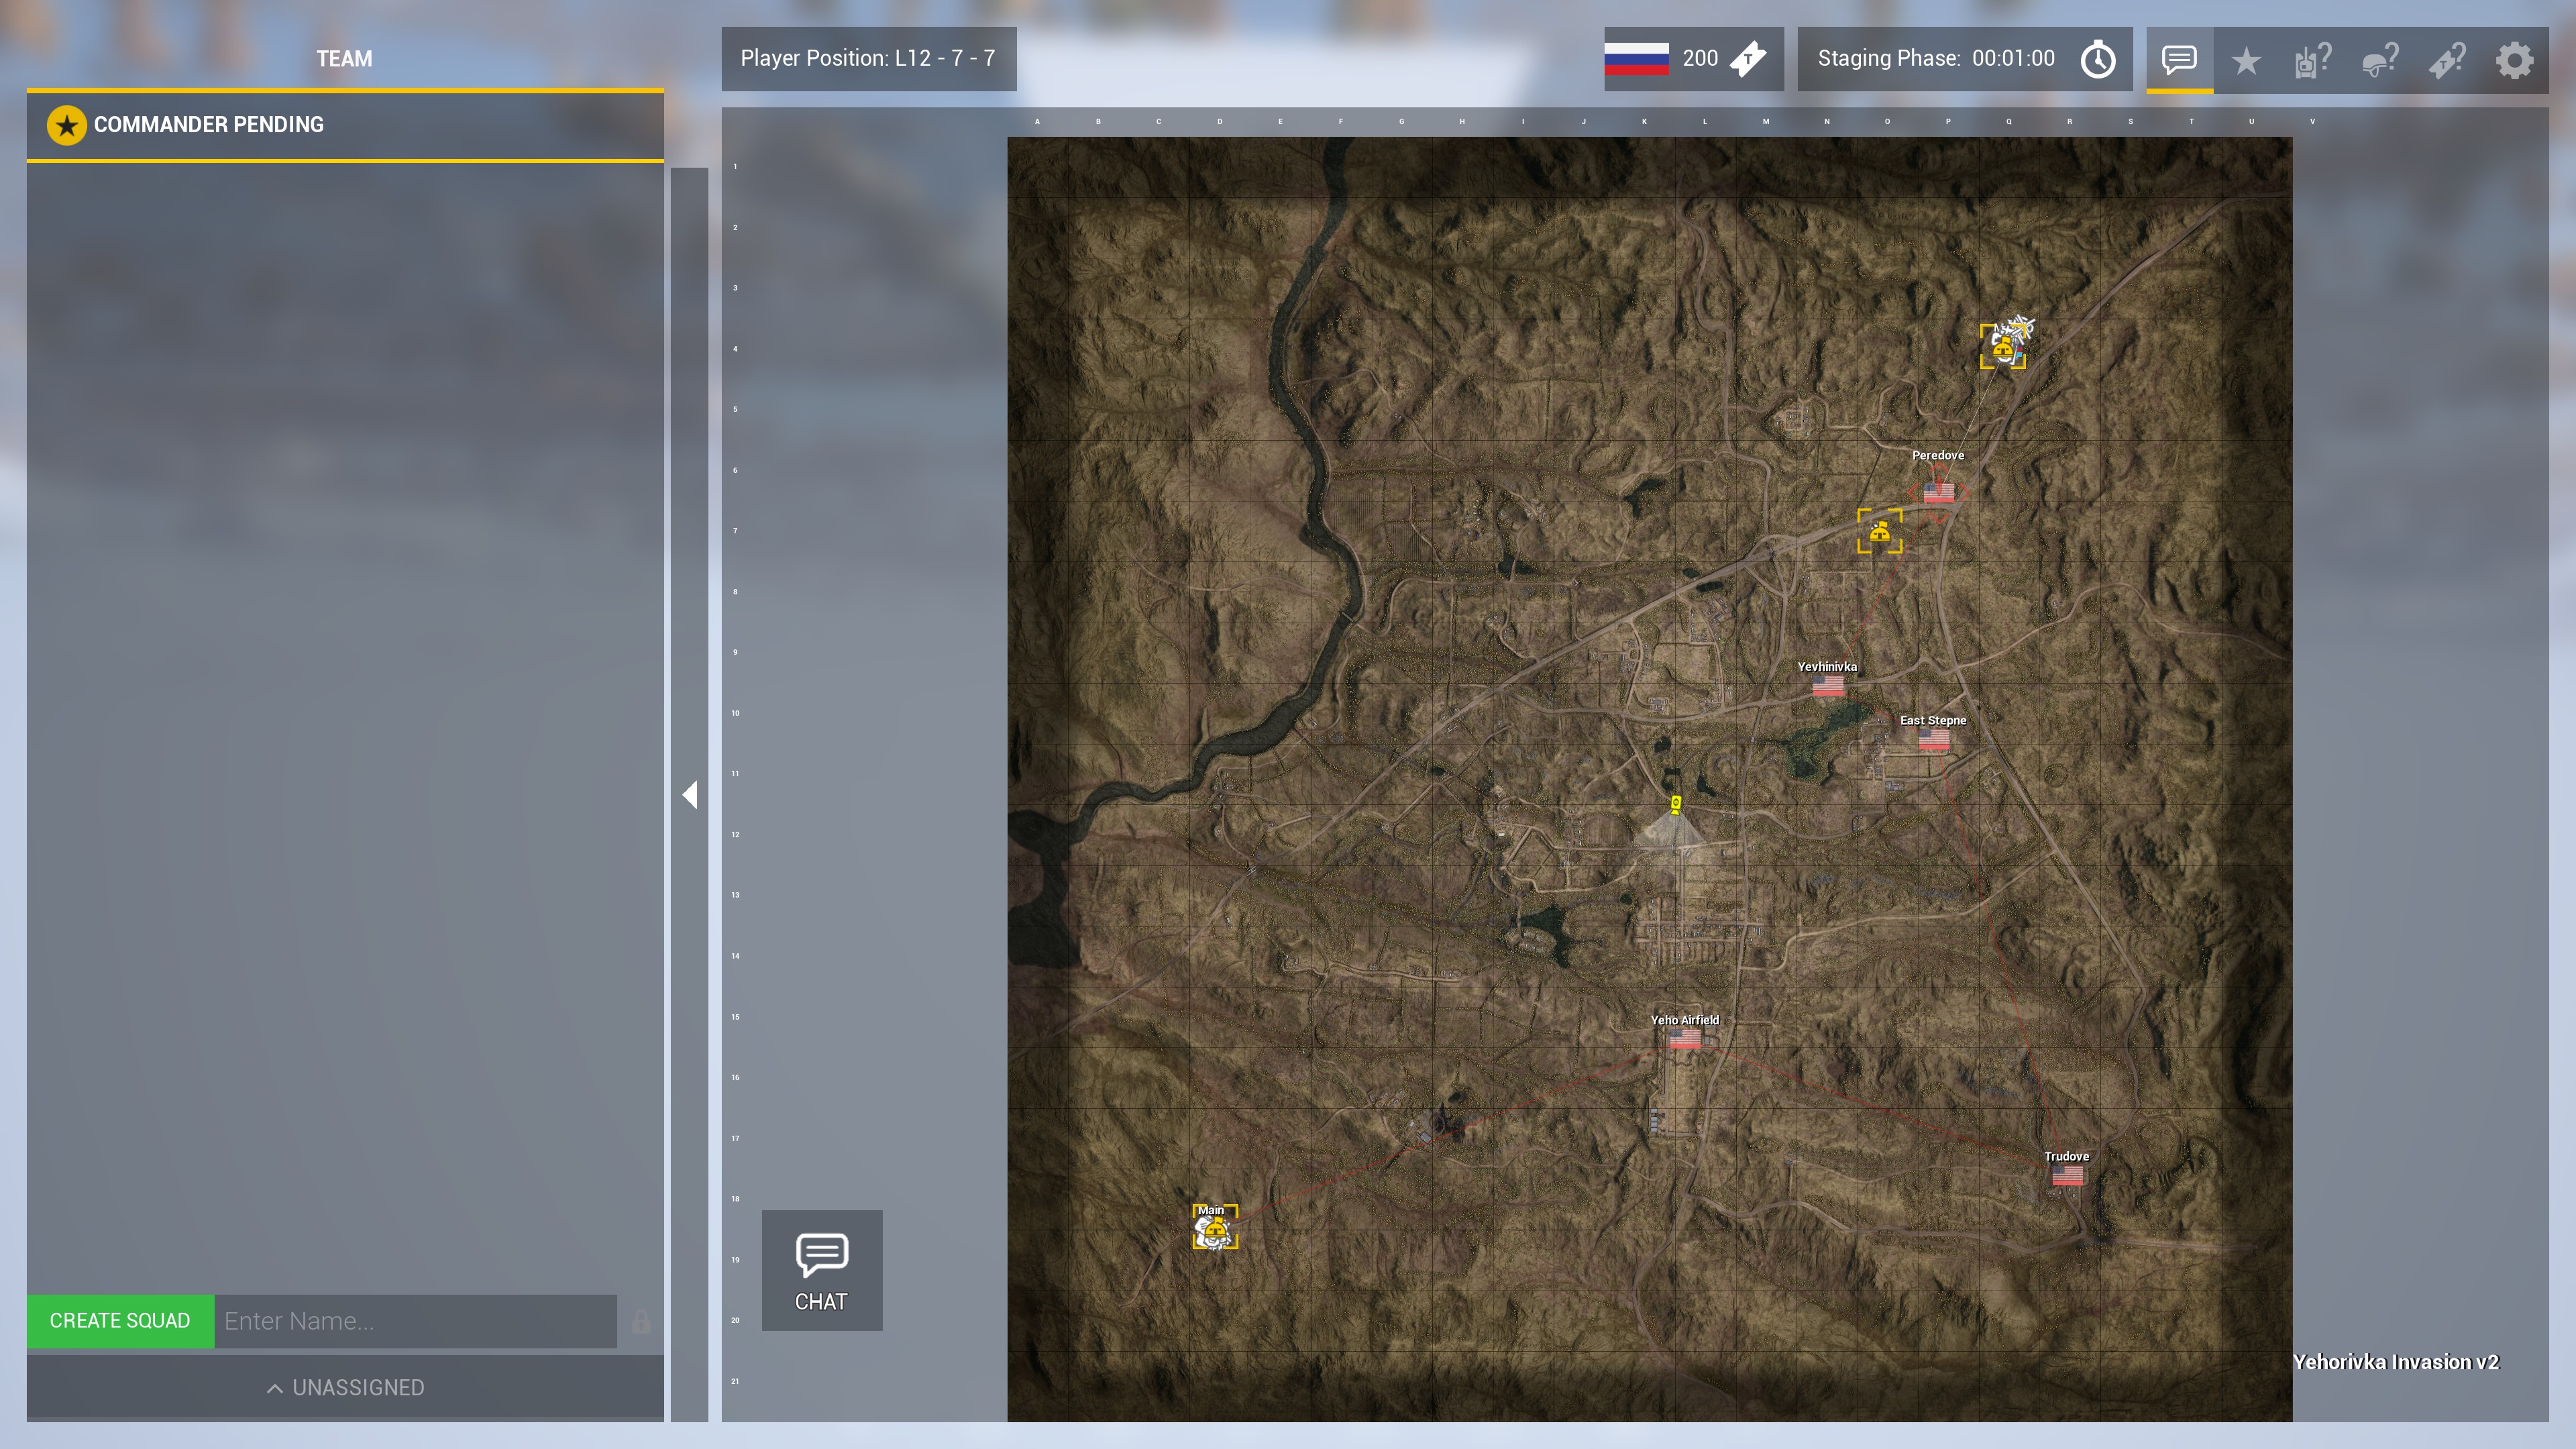 TEAM
Player Position: L12 - 7 - 7
200
Staging Phase: 00:01:00
COMMANDER PENDING
A B C D E F G H I J K L M N O P Q R S T U V
1
2
3
4
5
Peredove
6
7
8
9
Yevhinivka
10
East Stepne
11
12
13
14
15
Yeho Airfield
16
17
Trudove
18
Main
19
CHAT
20
CREATE SQUAD Enter Name...
Yehorivka Invasion v2
21
UNASSIGNED